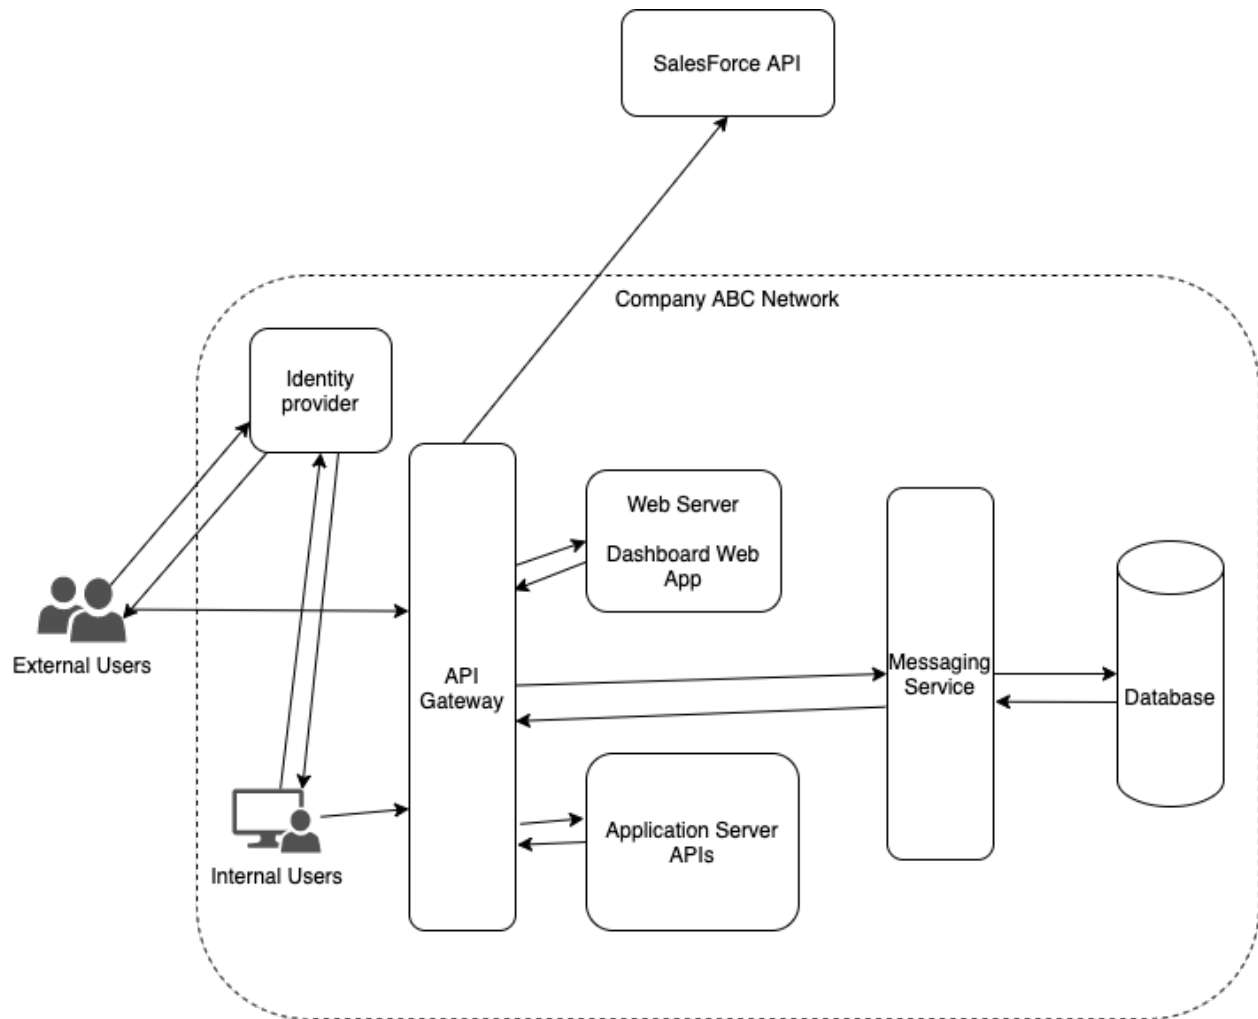 SalesForce API
Company ABC Network
Identity
provider
Web Server
Dashboard Web
App
External Users
API
Gateway
Messaging
Service
Database
Application Server
APIs
Internal Users